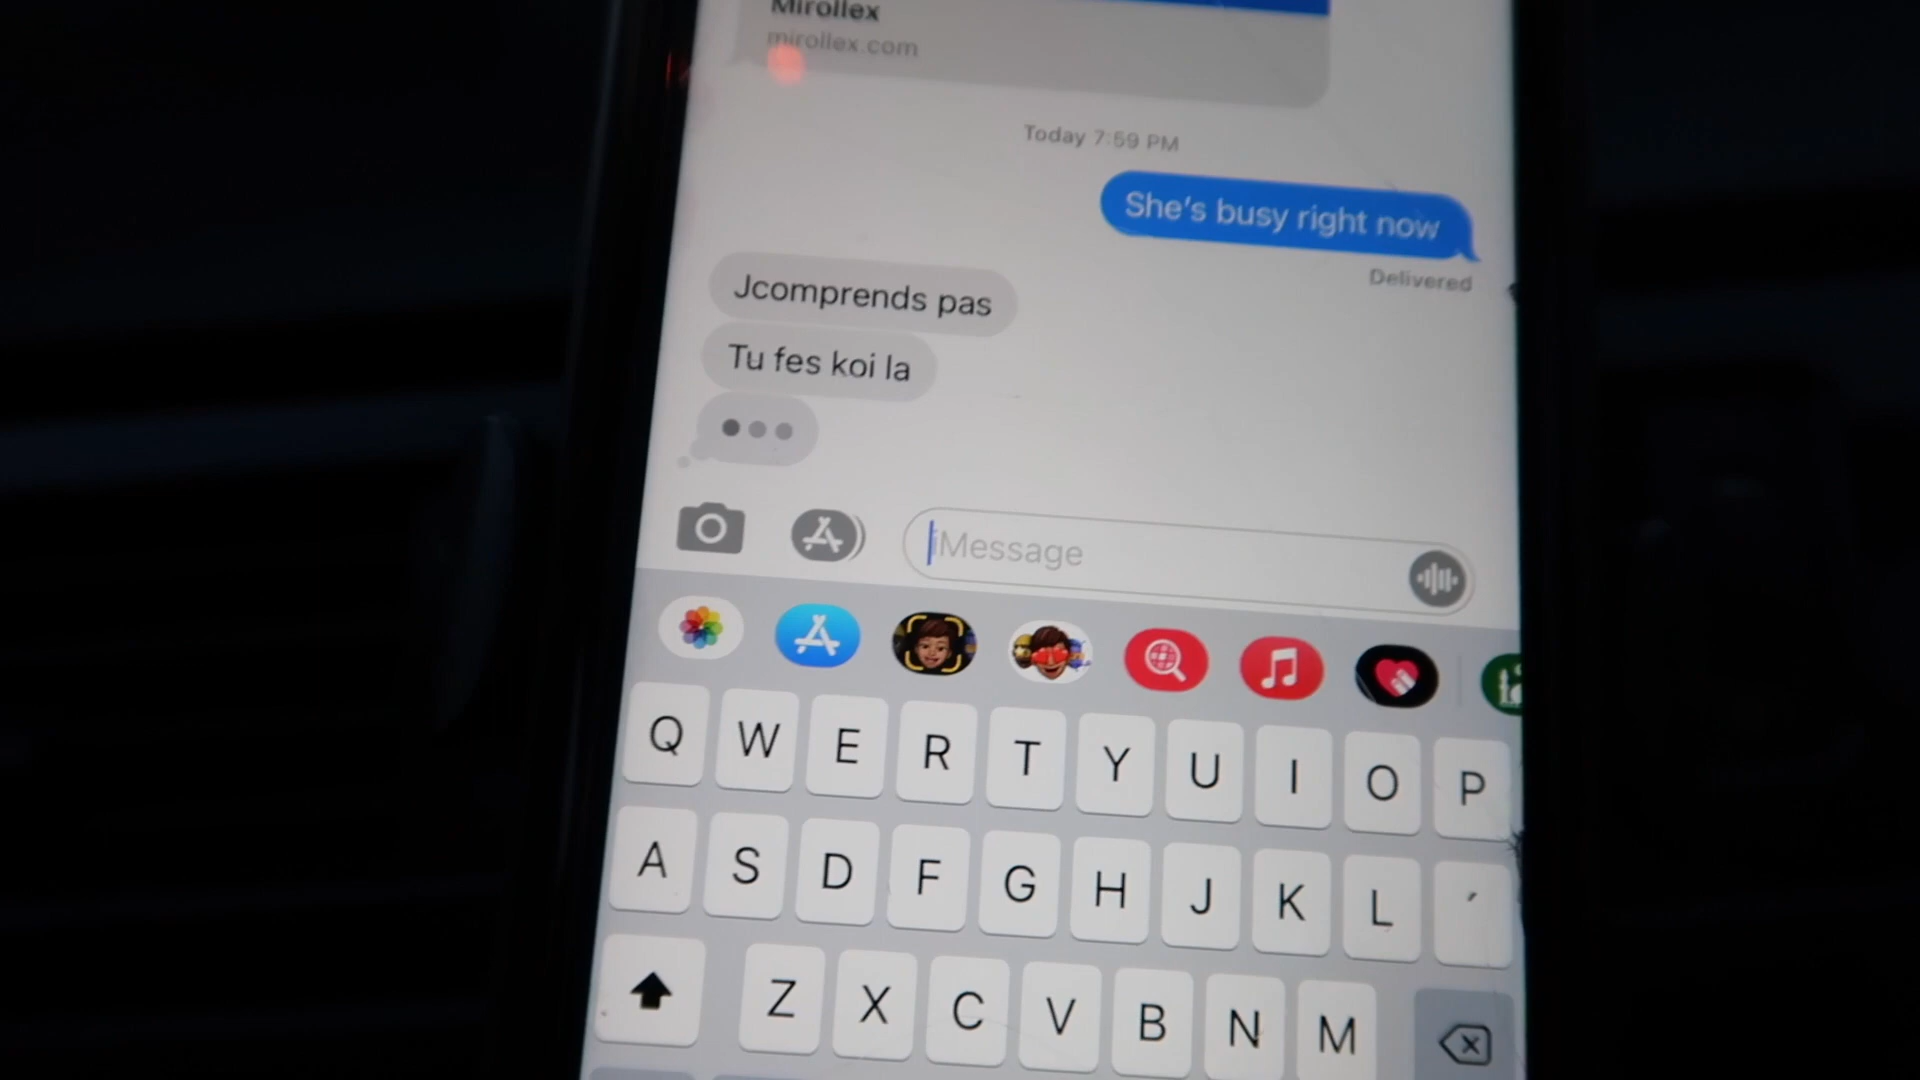 Mirollex
mirollex.com
Today 7:59 PM
She's busy right now
Delivered
Jcomprends pas
Tu fes koi la
iMessage
Q W E R T Y U I O P
A S D F G H J K L ´
Z X C V B N M